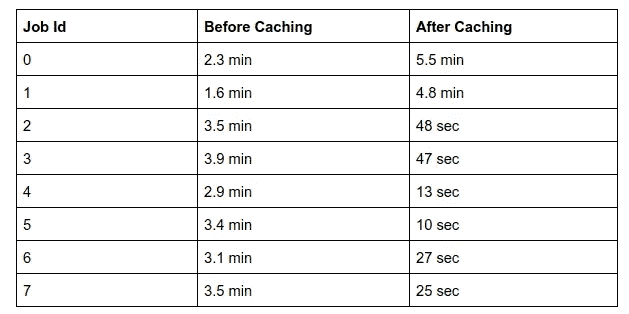 Job Id Before Caching After Caching
0 2.3 min 5.5 min
1 1.6 min 4.8 min
2 3.5 min 48 sec
3 3.9 min 47 sec
4 2.9 min 13 sec
5 3.4 min 10 sec
6 3.1 min 27 sec
7 3.5 min 25 sec